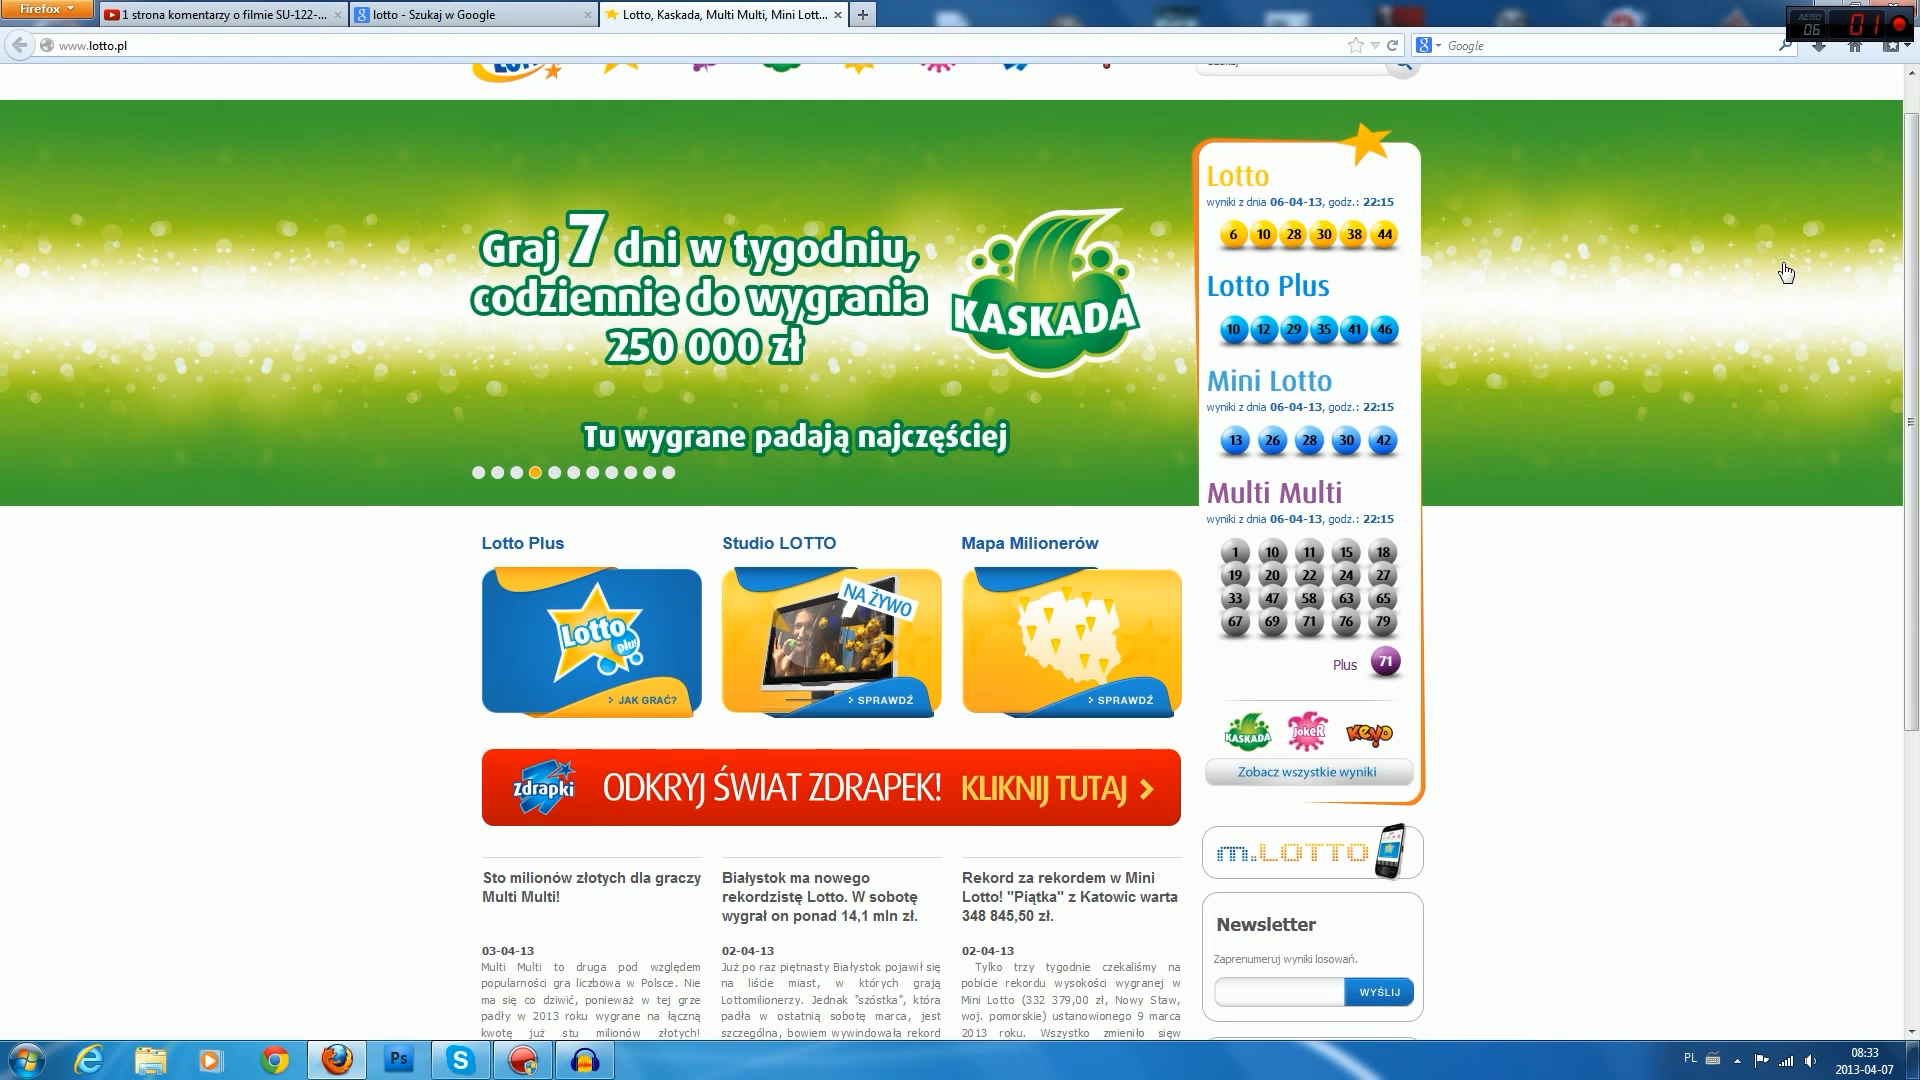 Firefox
1 strona komentarzy o filmie SU-122-...
lotto - Szukaj w Google
Lotto, Kaskada, Multi Multi, Mini Lott...
AERO
06
01
www.lotto.pl
Google
Graj 7 dni w tygodniu,
codziennie do wygrania
250 000 zł
KASKADA
Tu wygrane padają najczęściej
Lotto
wyniki z dnia 06-04-13, godz.: 22:15
6 10 28 30 38 44
Lotto Plus
10 12 29 35 41 46
Mini Lotto
wyniki z dnia 06-04-13, godz.: 22:15
13 26 28 30 42
Multi Multi
wyniki z dnia 06-04-13, godz.: 22:15
1 10 11 15 18
19 20 22 24 27
33 47 58 63 65
67 69 71 76 79
Plus 71
KASKADA JOKER KENO
Zobacz wszystkie wyniki
Lotto Plus
Lotto plus
JAK GRAĆ?
Studio LOTTO
NA ŻYWO
SPRAWDŹ
Mapa Milionerów
SPRAWDŹ
Zdrapki ODKRYJ ŚWIAT ZDRAPEK! KLIKNIJ TUTAJ >
m.LOTTO
Newsletter
Zaprenumeruj wyniki losowań.
WYŚLIJ
Sto milionów złotych dla graczy
Multi Multi!
03-04-13
Multi Multi to druga pod względem
popularności gra liczbowa w Polsce. Nie
ma się co dziwić, ponieważ w tej grze
padły w 2013 roku wygrane na łączną
kwotę już stu milionów złotych!
Białystok ma nowego
rekordzistę Lotto. W sobotę
wygrał on ponad 14,1 mln zł.
02-04-13
Już po raz piętnasty Białystok pojawił się
na liście miast, w których grają
Lottomilionerzy. Jednak "szóstka", która
padła w ostatnią sobotę marca, jest
szczególna, bowiem wywindowała rekord
Rekord za rekordem w Mini
Lotto! "Piątka" z Katowic warta
348 845,50 zł.
02-04-13
Tylko trzy tygodnie czekaliśmy na
pobicie rekordu wysokości wygranej w
Mini Lotto (332 379,00 zł, Nowy Staw,
woj. pomorskie) ustanowionego 9 marca
2013 roku. Wszystko zmieniło sięw
Ps
PL
08:33
2013-04-07